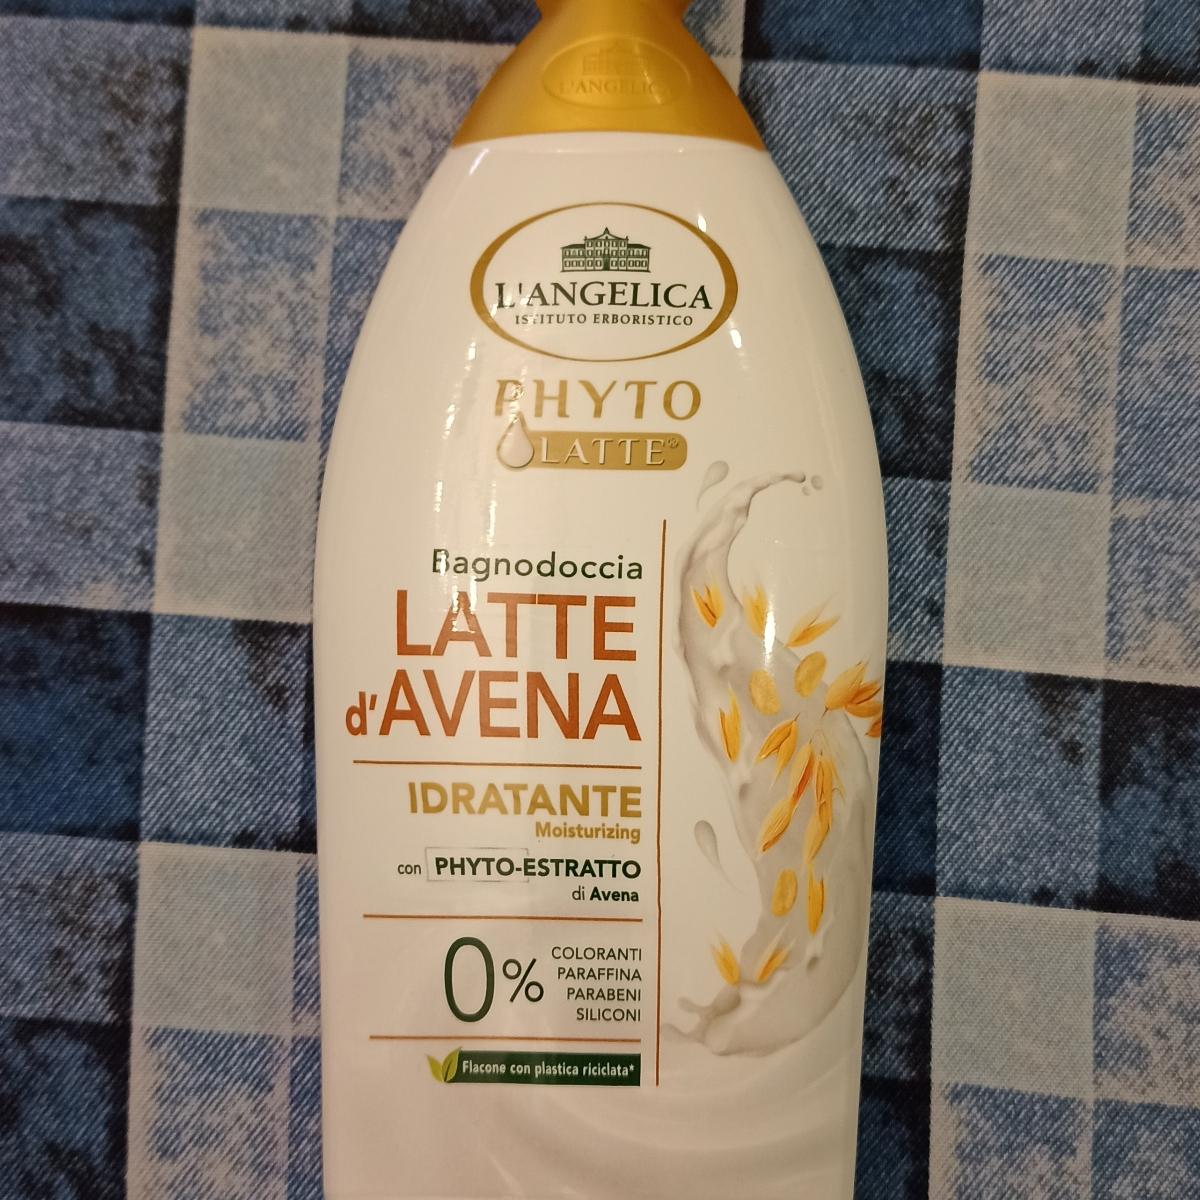 L'ANGELICA
L'ANGELICA
ISTITUTO ERBORISTICO
PHYTO
LATTE®
Bagnodoccia
LATTE
d'AVENA
IDRATANTE
Moisturizing
con PHYTO-ESTRATTO
di Avena
0% COLORANTI
PARAFFINA
PARABENI
SILICONI
Flacone con plastica riciclata*